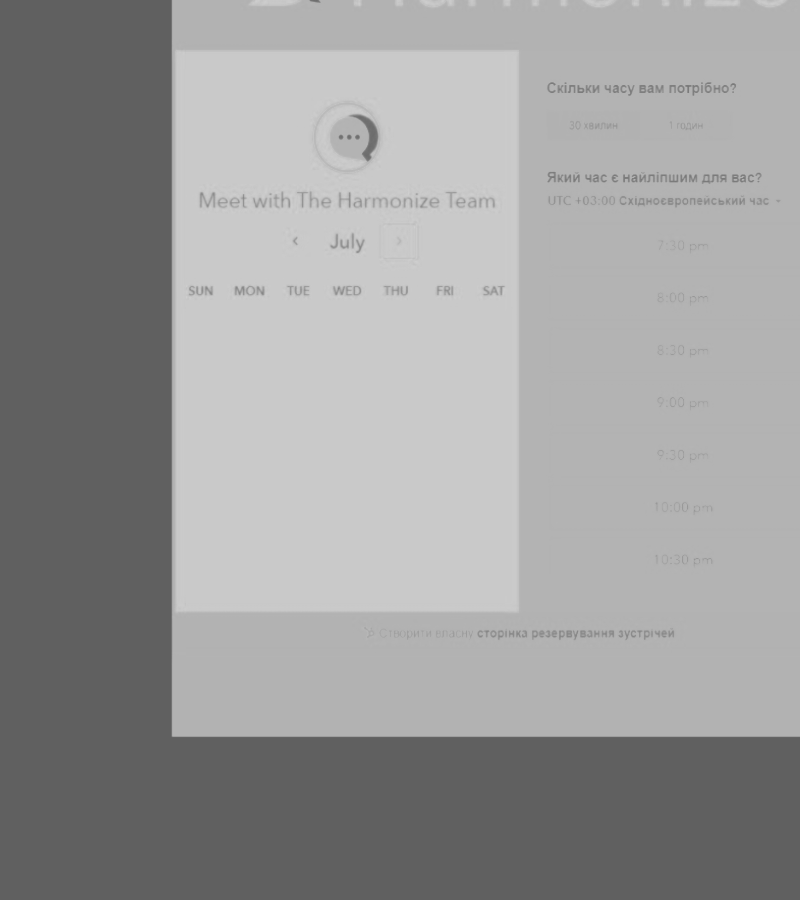 Harmonize
Meet with The Harmonize Team
‹ July ›
SUN MON TUE WED THU FRI SAT
Скільки часу вам потрібно?
30 хвилин 1 годин
Який час є найліпшим для вас?
UTC +03:00 Східноєвропейський час
7:30 pm
8:00 pm
8:30 pm
9:00 pm
9:30 pm
10:00 pm
10:30 pm
Створити власну сторінка резервування зустрічей